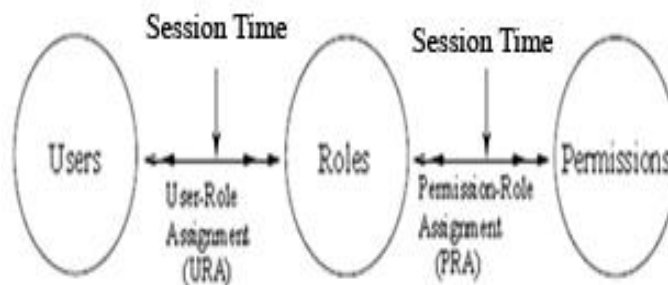 Session Time
Session Time
Users
Roles
Permissions
User-Role
Assignment
(URA)
Permission-Role
Assignment
(PRA)